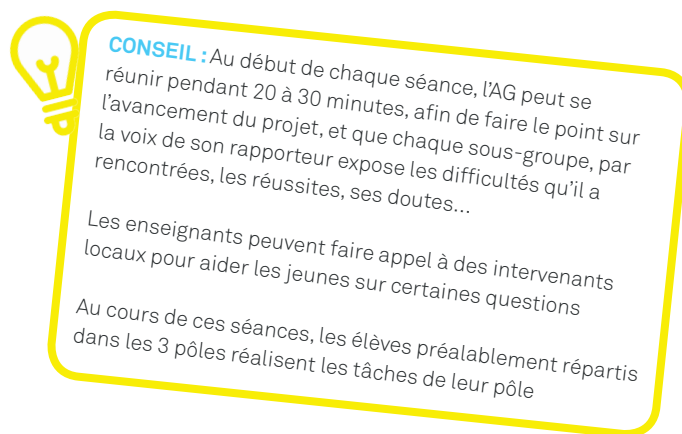 CONSEIL : Au début de chaque séance, l’AG peut se
réunir pendant 20 à 30 minutes, afin de faire le point sur
l’avancement du projet, et que chaque sous-groupe, par
la voix de son rapporteur expose les difficultés qu’il a
rencontrées, les réussites, ses doutes...
Les enseignants peuvent faire appel à des intervenants
locaux pour aider les jeunes sur certaines questions
Au cours de ces séances, les élèves préalablement répartis
dans les 3 pôles réalisent les tâches de leur pôle